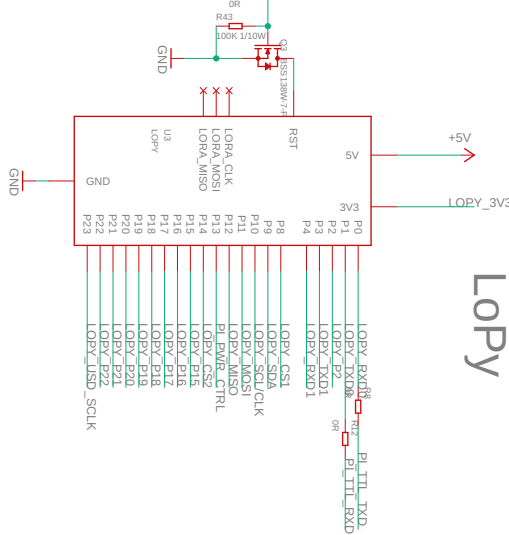 0R
R43
100K 1/10W
Q3
BSS138W-7-F
GND
U3
LOPY
LORA_MISO
LORA_MOSI
LORA_CLK
RST
+5V
5V
GND
GND
3V3
LOPY_3V3
P23
P22
P21
P20
P19
P18
P17
P16
P15
P14
P13
P12
P11
P10
P9
P8
P4
P3
P2
P1
P0
LoPy
LOPY_USD_SCLK
LOPY_P22
LOPY_P21
LOPY_P20
LOPY_P19
LOPY_P18
LOPY_P17
LOPY_P16
LOPY_P15
LOPY_CS2
PI_PWR_CTRL
LOPY_MISO
LOPY_MOSI
LOPY_SCL/CLK
LOPY_SDA
LOPY_CS1
LOPY_RXD1
LOPY_TXD1
LOPY_P2
LOPY_TXD0
LOPY_RXD0
R8
R12
0R
PI_TTL_TXD
PI_TTL_RXD